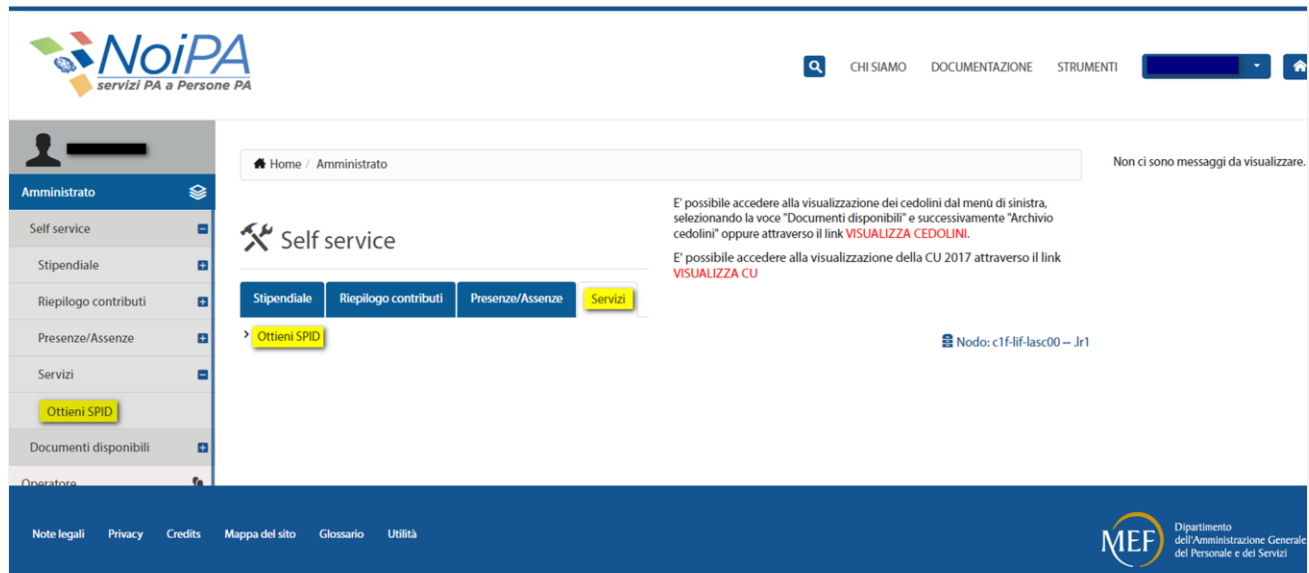 NoiPA
servizi PA a Persone PA
CHI SIAMO
DOCUMENTAZIONE
STRUMENTI
Amministrato
Self service
Stipendiale
Riepilogo contributi
Presenze/Assenze
Servizi
Ottieni SPID
Documenti disponibili
Operatore
Home / Amministrato
Self service
Stipendiale
Riepilogo contributi
Presenze/Assenze
Servizi
Ottieni SPID
E' possibile accedere alla visualizzazione dei cedolini dal menù di sinistra,
selezionando la voce "Documenti disponibili" e successivamente "Archivio
cedolini" oppure attraverso il link VISUALIZZA CEDOLINI.
E' possibile accedere alla visualizzazione della CU 2017 attraverso il link
VISUALIZZA CU
Nodo: c1f-lif-lasc00 -- .lr1
Non ci sono messaggi da visualizzare.
Note legali
Privacy
Credits
Mappa del sito
Glossario
Utilità
MEF
Dipartimento
dell'Amministrazione Generale,
del Personale e dei Servizi